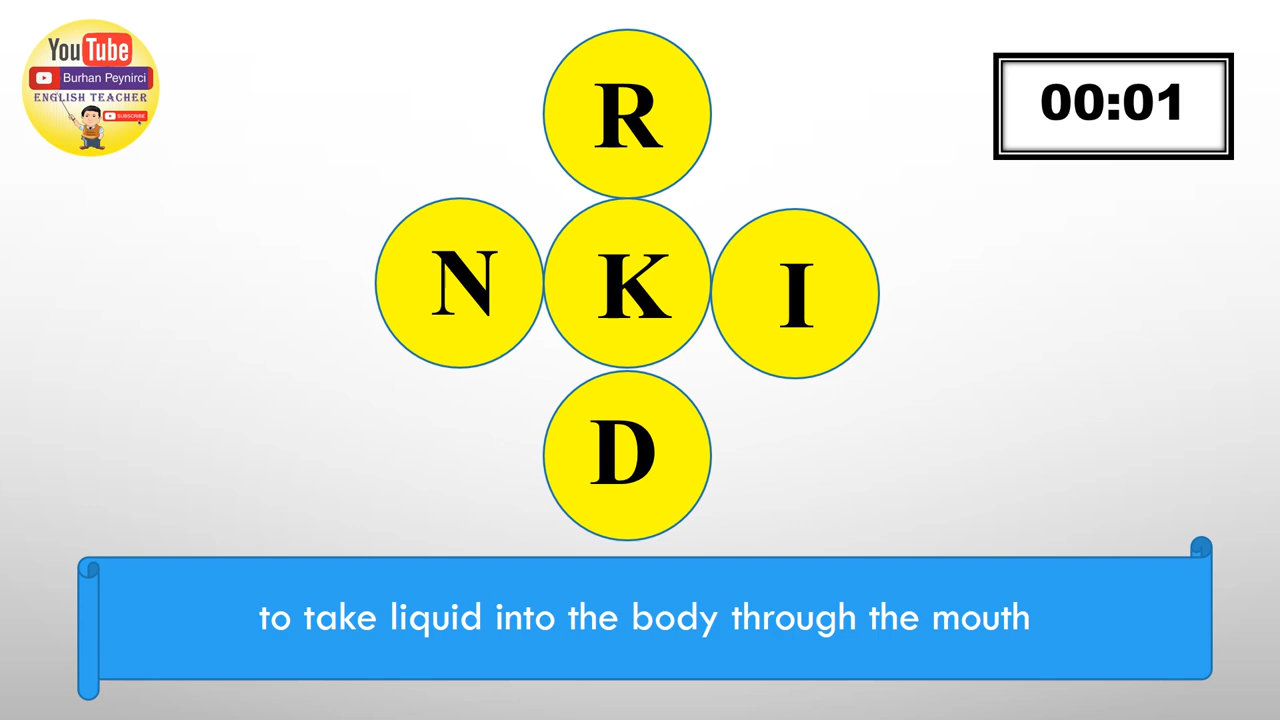 YouTube
Burhan Peynirci
ENGLISH TEACHER
SUBSCRIBE
00:01
R
N K I
D
to take liquid into the body through the mouth